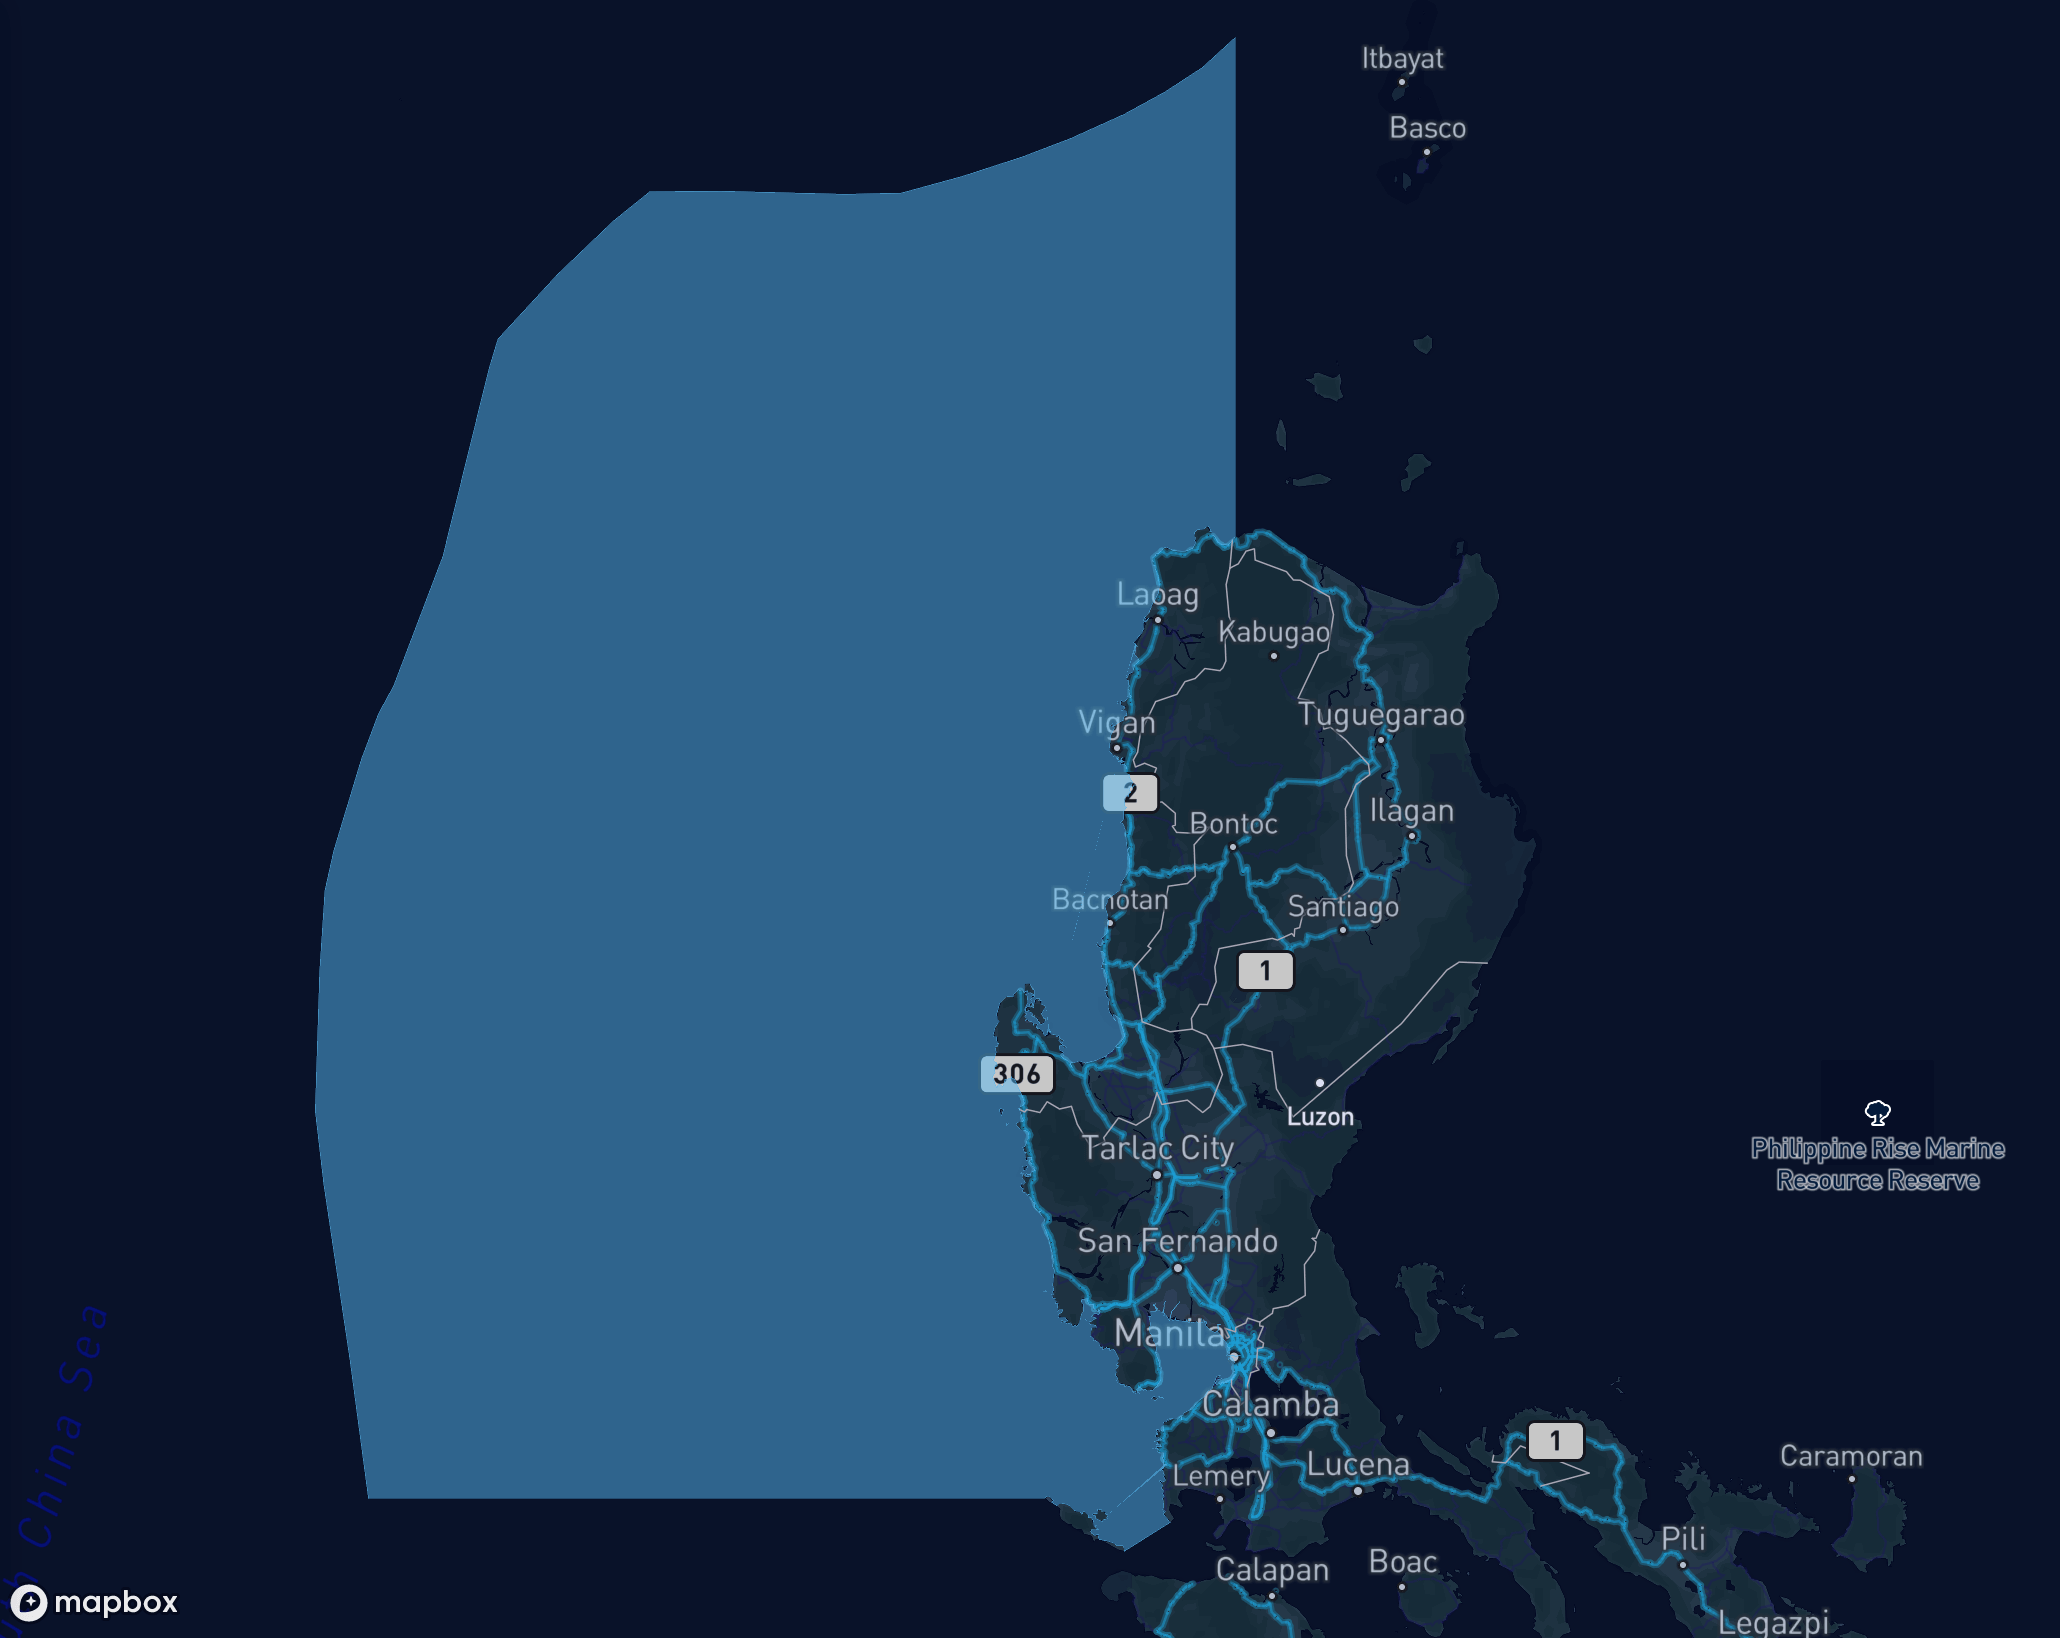 Itbayat
Basco
Laoag
Kabugao
Vigan
Tuguegarao
2
Ilagan
Bontoc
Bacnotan
Santiago
1
306
Luzon
Tarlac City
Philippine Rise Marine
Resource Reserve
San Fernando
Manila
Calamba
1
Lucena
Caramoran
Lemery
China Sea
Pili
Calapan
Boac
mapbox
Legazpi